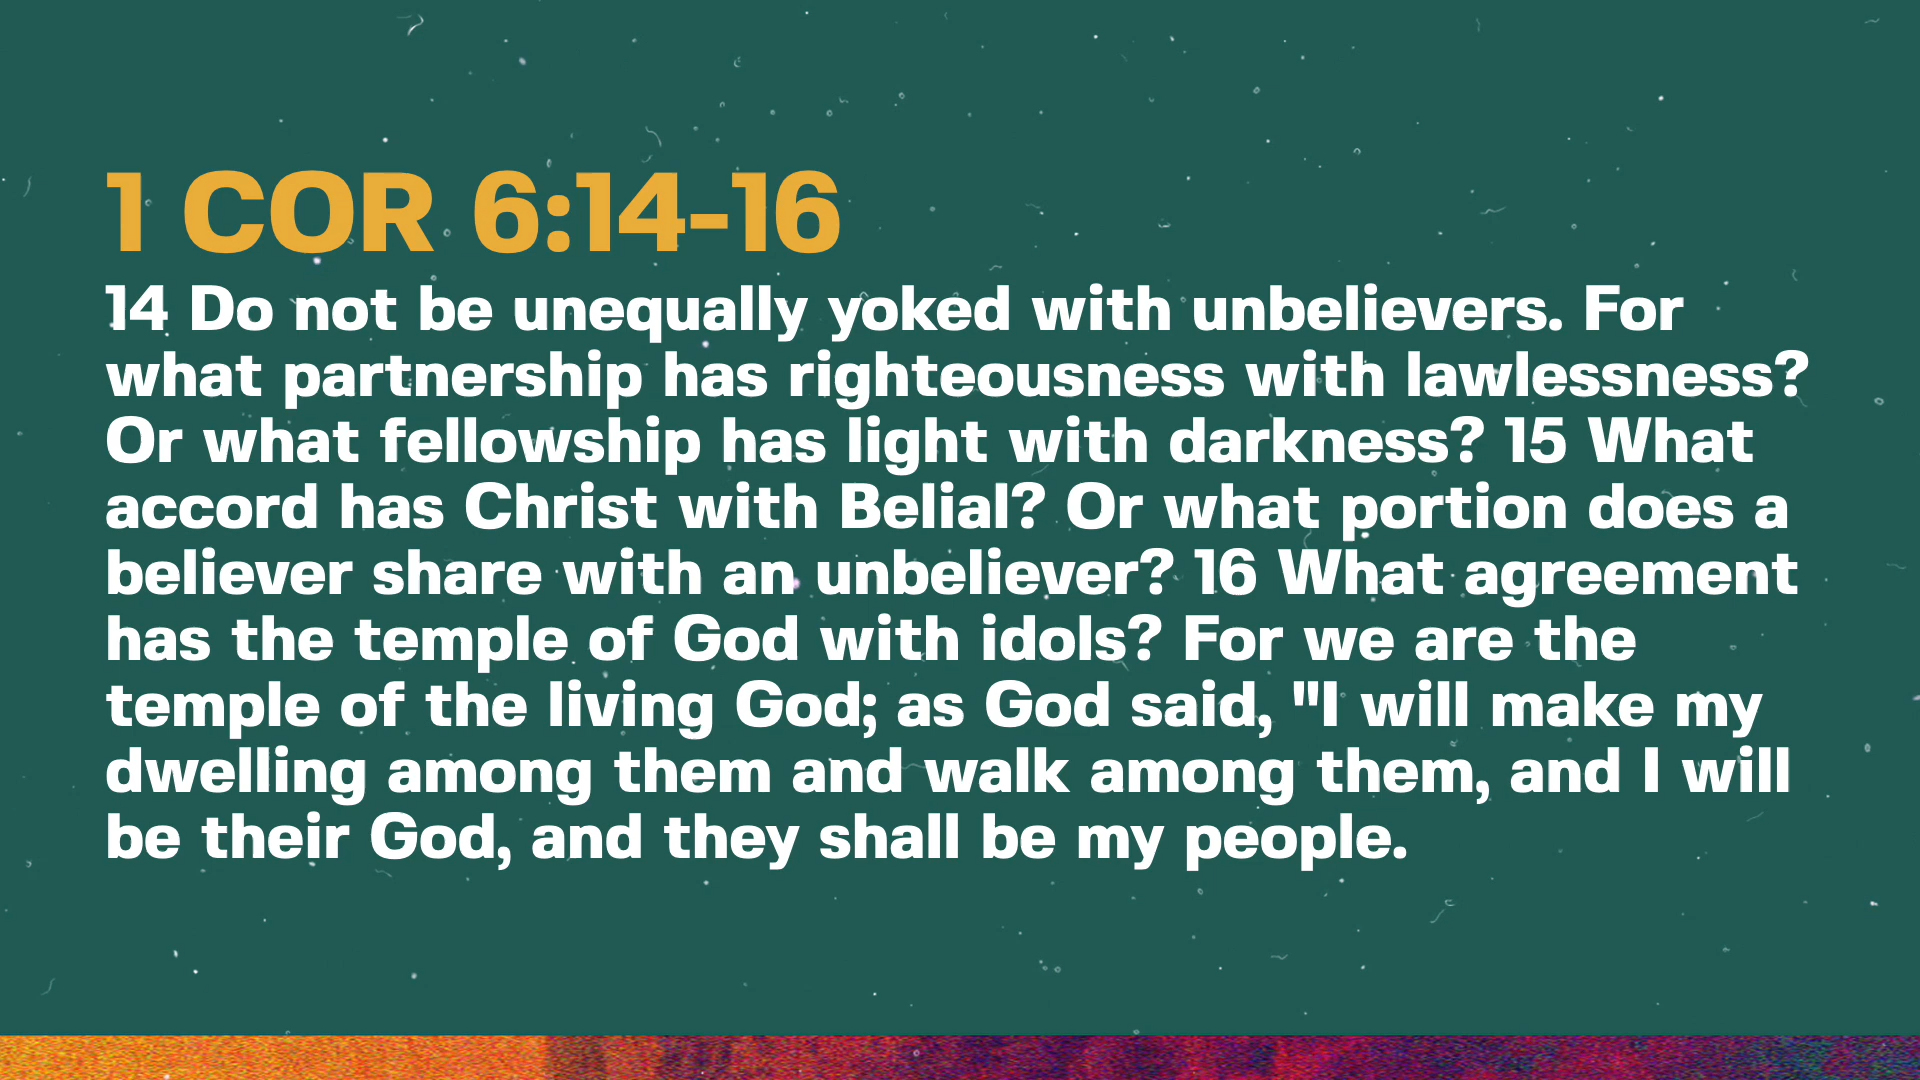 1 COR 6:14-16
14 Do not be unequally yoked with unbelievers. For
what partnership has righteousness with lawlessness?
Or what fellowship has light with darkness? 15 What
accord has Christ with Belial? Or what portion does a
believer share with an unbeliever? 16 What agreement
has the temple of God with idols? For we are the
temple of the living God; as God said, "I will make my
dwelling among them and walk among them, and I will
be their God, and they shall be my people.